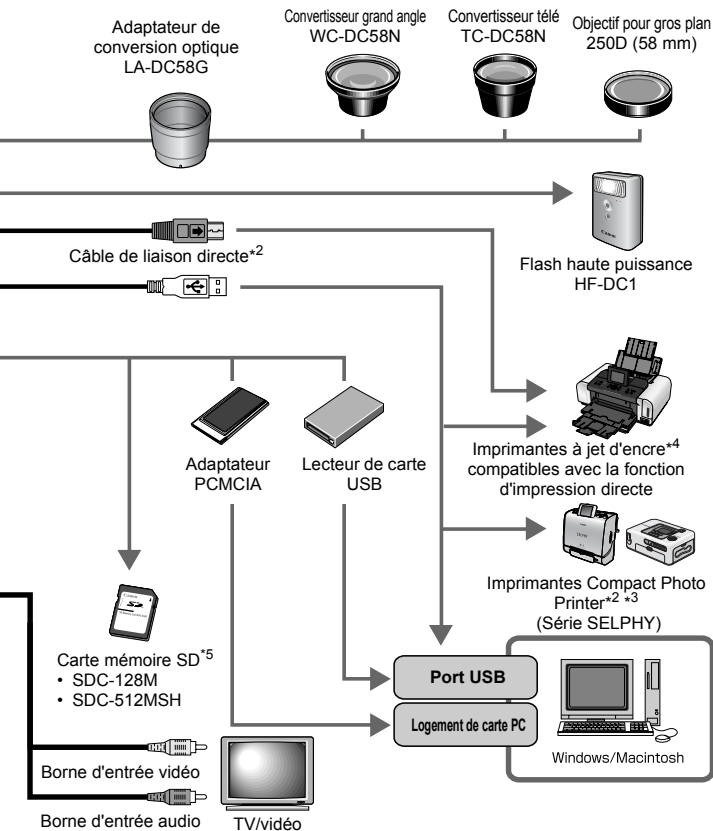 Adaptateur de
conversion optique
LA-DC58G
Convertisseur grand angle
WC-DC58N
Convertisseur télé
TC-DC58N
Objectif pour gros plan
250D (58 mm)
Canon
Flash haute puissance
HF-DC1
Câble de liaison directe*2
Imprimantes à jet d'encre*4
compatibles avec la fonction
d'impression directe
Adaptateur
PCMCIA
Lecteur de carte
USB
Imprimantes Compact Photo
Printer*2 *3
(Série SELPHY)
Carte mémoire SD*5
• SDC-128M
• SDC-512MSH
Port USB
Logement de carte PC
Windows/Macintosh
Borne d'entrée vidéo
Borne d'entrée audio
TV/vidéo